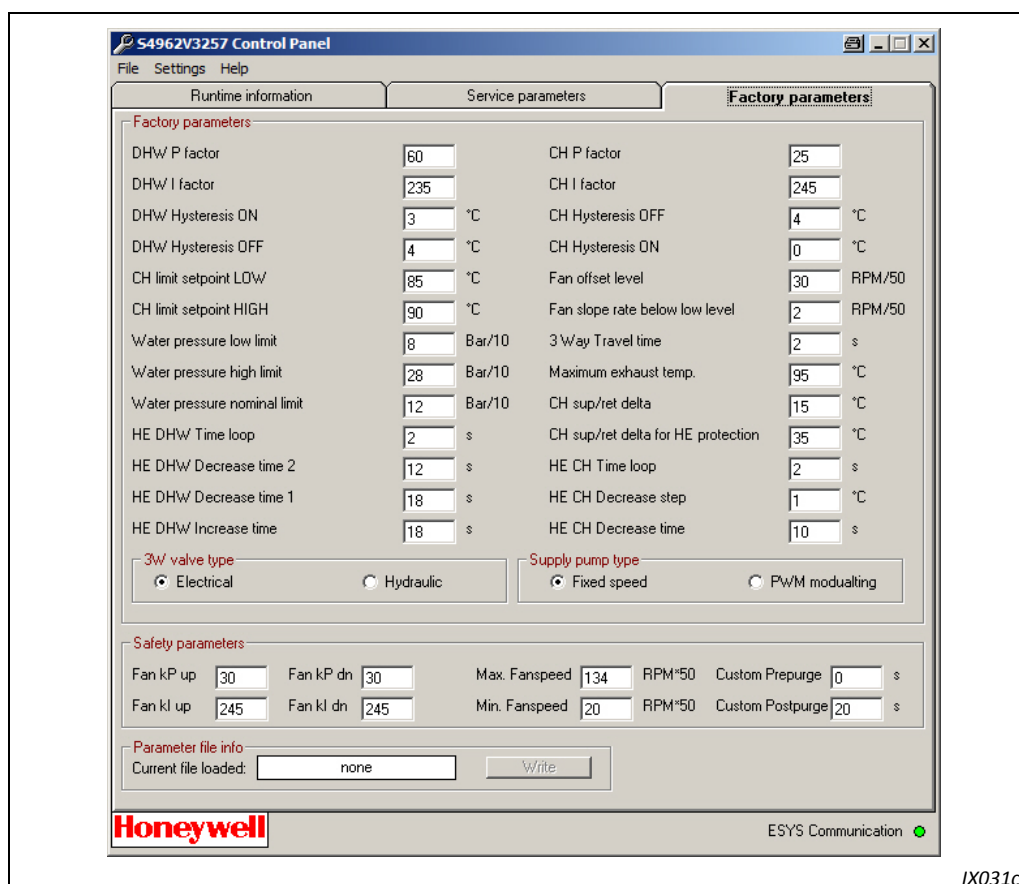 S4962V3257 Control Panel
File Settings Help
Runtime information Service parameters Factory parameters
Factory parameters
DHW P factor 60 CH P factor 25
DHW I factor 235 CH I factor 245
DHW Hysteresis ON 3 °C CH Hysteresis OFF 4 °C
DHW Hysteresis OFF 4 °C CH Hysteresis ON 0 °C
CH limit setpoint LOW 85 °C Fan offset level 30 RPM/50
CH limit setpoint HIGH 90 °C Fan slope rate below low level 2 RPM/50
Water pressure low limit 8 Bar/10 3 Way Travel time 2 s
Water pressure high limit 28 Bar/10 Maximum exhaust temp. 95 °C
Water pressure nominal limit 12 Bar/10 CH sup/ret delta 15 °C
HE DHW Time loop 2 s CH sup/ret delta for HE protection 35 °C
HE DHW Decrease time 2 12 s HE CH Time loop 2 s
HE DHW Decrease time 1 18 s HE CH Decrease step 1 °C
HE DHW Increase time 18 s HE CH Decrease time 10 s
3W valve type Supply pump type
Electrical Hydraulic Fixed speed PWM modualting
Safety parameters
Fan kP up 30 Fan kP dn 30 Max. Fanspeed 134 RPM*50 Custom Prepurge 0 s
Fan kI up 245 Fan kI dn 245 Min. Fanspeed 20 RPM*50 Custom Postpurge 20 s
Parameter file info
Current file loaded: none Write
Honeywell ESYS Communication